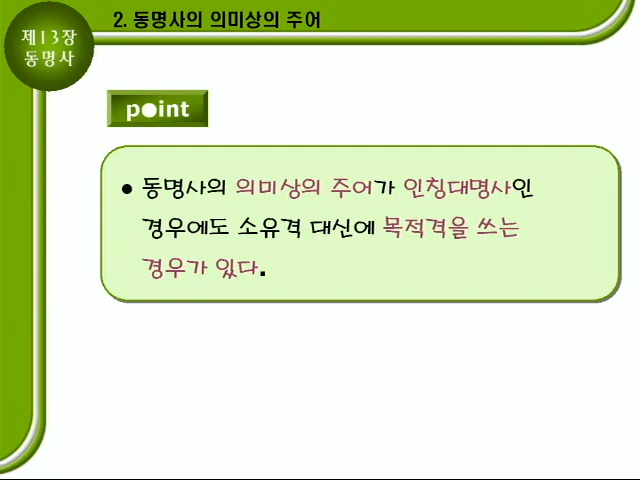 2. 동명사의 의미상의 주어
제13장
동명사
point
• 동명사의 의미상의 주어가 인칭대명사인
경우에도 소유격 대신에 목적격을 쓰는
경우가 있다.